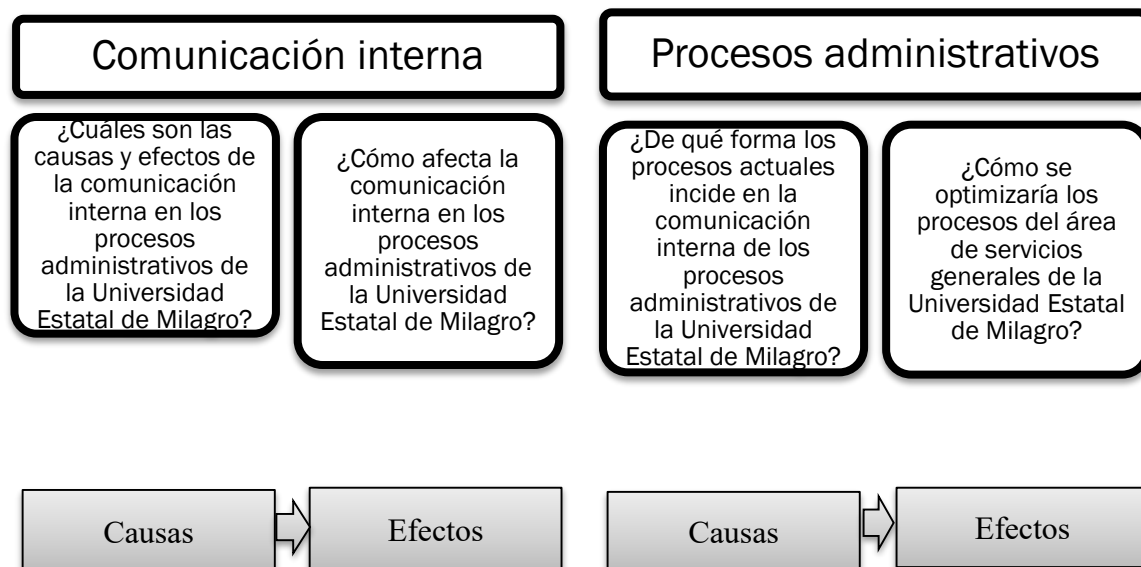 Comunicación interna
Procesos administrativos
¿Cuáles son las
causas y efectos de
la comunicación
interna en los
procesos
administrativos de
la Universidad
Estatal de Milagro?
¿Cómo afecta la
comunicación
interna en los
procesos
administrativos de
la Universidad
Estatal de Milagro?
¿De qué forma los
procesos actuales
incide en la
comunicación
interna de los
procesos
administrativos de
la Universidad
Estatal de Milagro?
¿Cómo se
optimizaría los
procesos del área
de servicios
generales de la
Universidad Estatal
de Milagro?
Causas
Efectos
Causas
Efectos